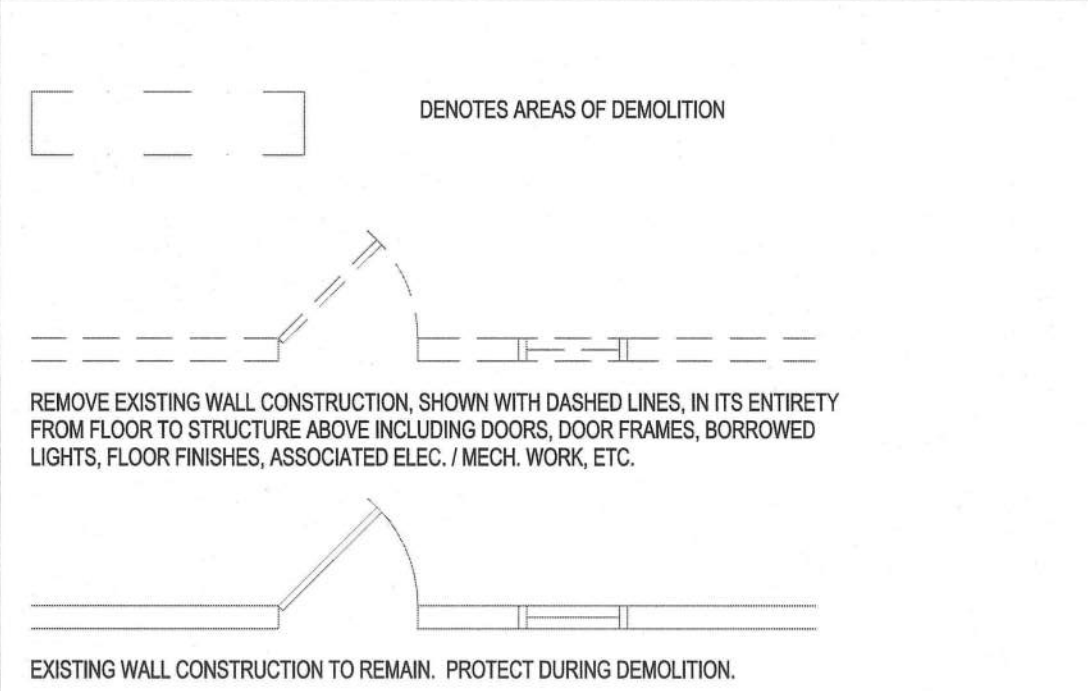 DENOTES AREAS OF DEMOLITION
REMOVE EXISTING WALL CONSTRUCTION, SHOWN WITH DASHED LINES, IN ITS ENTIRETY
FROM FLOOR TO STRUCTURE ABOVE INCLUDING DOORS, DOOR FRAMES, BORROWED
LIGHTS, FLOOR FINISHES, ASSOCIATED ELEC. / MECH. WORK, ETC.
EXISTING WALL CONSTRUCTION TO REMAIN.  PROTECT DURING DEMOLITION.